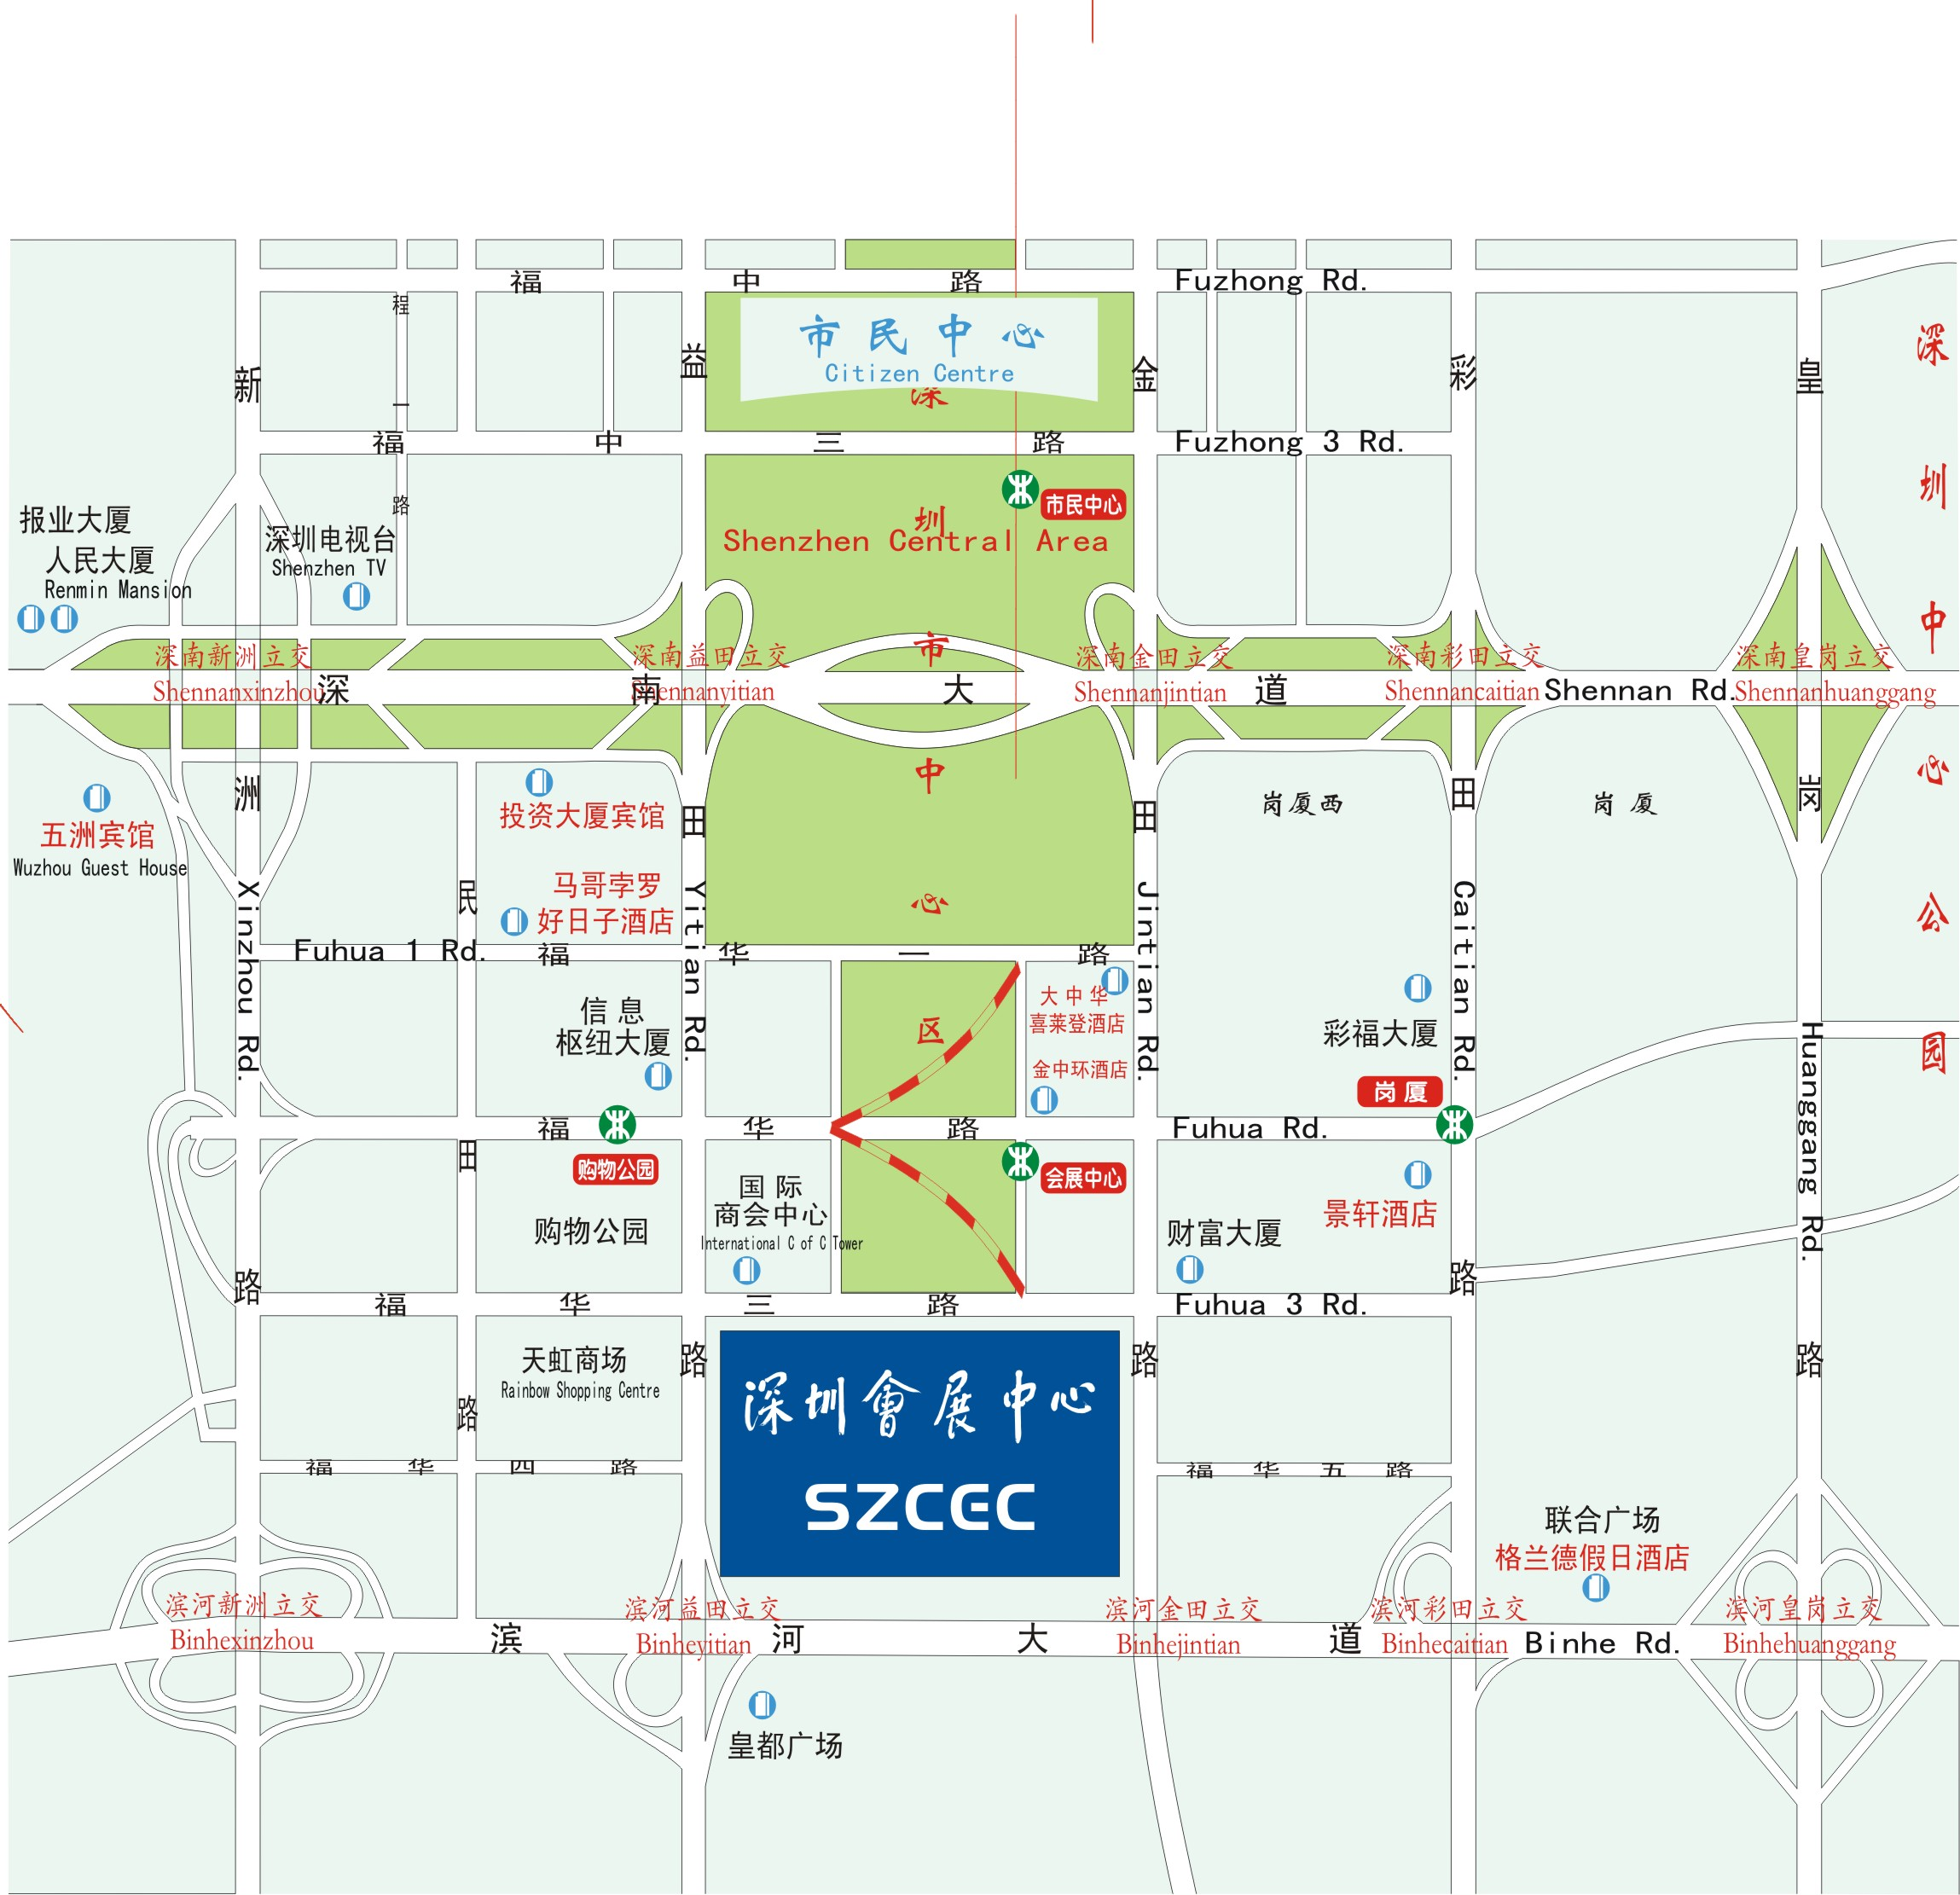 福中路 Fuzhong Rd.
市民中心
Citizen Centre
福中三路 Fuzhong 3 Rd.
程一路
市民中心
深圳市中心区
Shenzhen Central Area
深圳中心公园
报业大厦
人民大厦
Renmin Mansion
深圳电视台
Shenzhen TV
深南新洲立交
Shennanxinzhou
深南益田立交
Shennanyitian
深南金田立交
Shennanjintian
深南彩田立交
Shennancaitian
深南皇岗立交
Shennanhuanggang
深南大道 Shennan Rd.
新洲路
Xinzhou Rd.
民田路
益田路
Yitian Rd.
金田路
Jintian Rd.
彩田路
Caitian Rd.
皇岗路
Huanggang Rd.
五洲宾馆
Wuzhou Guest House
投资大厦宾馆
马哥孛罗
好日子酒店
岗厦西
岗厦
Fuhua 1 Rd. 福华一路
信息
枢纽大厦
大中华
喜莱登酒店
金中环酒店
彩福大厦
岗厦
福华路 Fuhua Rd.
购物公园
购物公园
国际
商会中心
International C of C Tower
会展中心
财富大厦
景轩酒店
福华三路 Fuhua 3 Rd.
天虹商场
Rainbow Shopping Centre
深圳會展中心
SZCEC
福华四路
福华五路
联合广场
格兰德假日酒店
滨河新洲立交
Binhexinzhou
滨河益田立交
Binheyitian
滨河金田立交
Binhejintian
滨河彩田立交
Binhecaitian
滨河皇岗立交
Binhehuanggang
滨河大道 Binhe Rd.
皇都广场